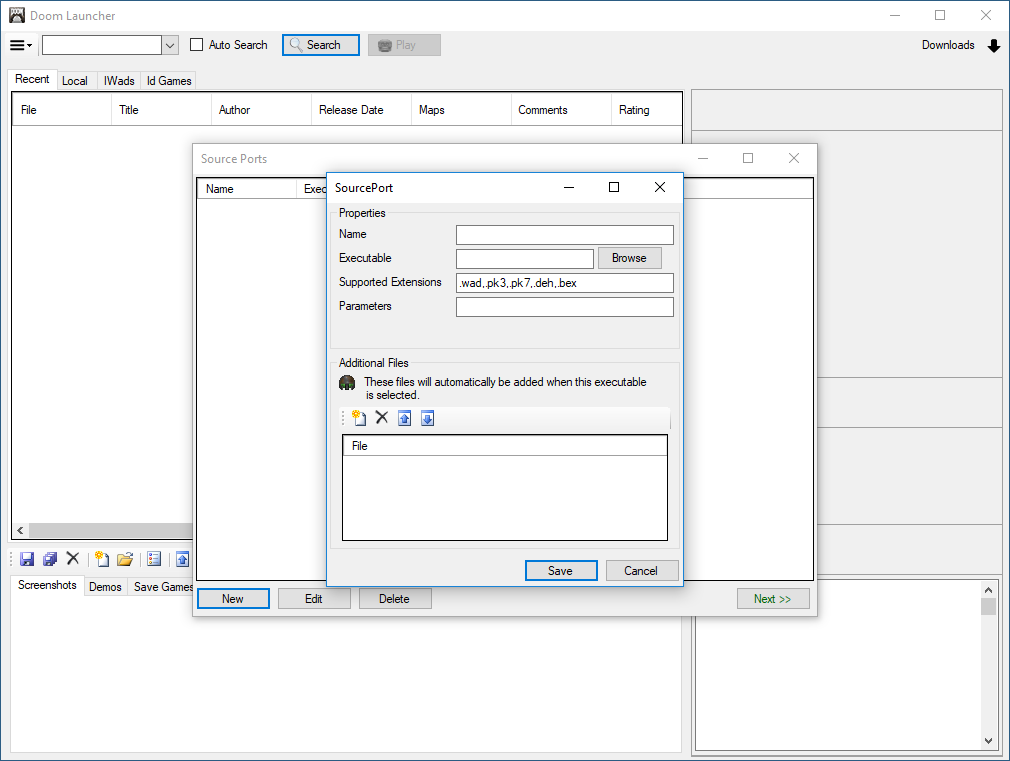 Doom Launcher
Auto Search
Search
Play
Downloads
Recent
Local
IWads
Id Games
File
Title
Author
Release Date
Maps
Comments
Rating
Source Ports
Name
Exec
SourcePort
Properties
Name
Executable
Browse
Supported Extensions
.wad,.pk3,.pk7,.deh,.bex
Parameters
Additional Files
These files will automatically be added when this executable
is selected.
File
Save
Cancel
New
Edit
Delete
Next >>
Screenshots
Demos
Save Games